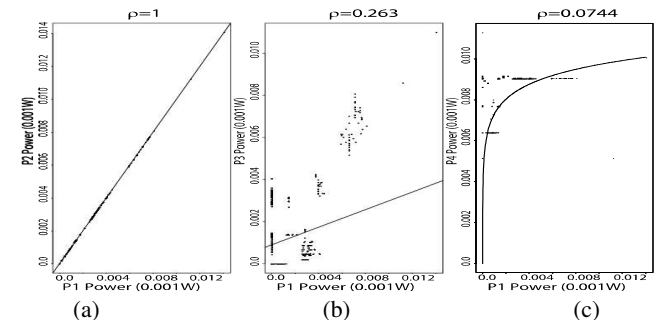 ρ=1
ρ=0.263
ρ=0.0744
P2 Power (0.001W)
0.014
0.012
0.010
0.008
0.006
0.004
0.002
0.0
P3 Power (0.001W)
0.010
0.008
0.006
0.004
0.002
0.0
P4 Power (0.001W)
0.010
0.008
0.006
0.004
0.002
0.0
0.0 0.004 0.008 0.012
0.0 0.004 0.008 0.012
0.0 0.004 0.008 0.012
P1 Power (0.001W)
P1 Power (0.001W)
P1 Power (0.001W)
(a)
(b)
(c)